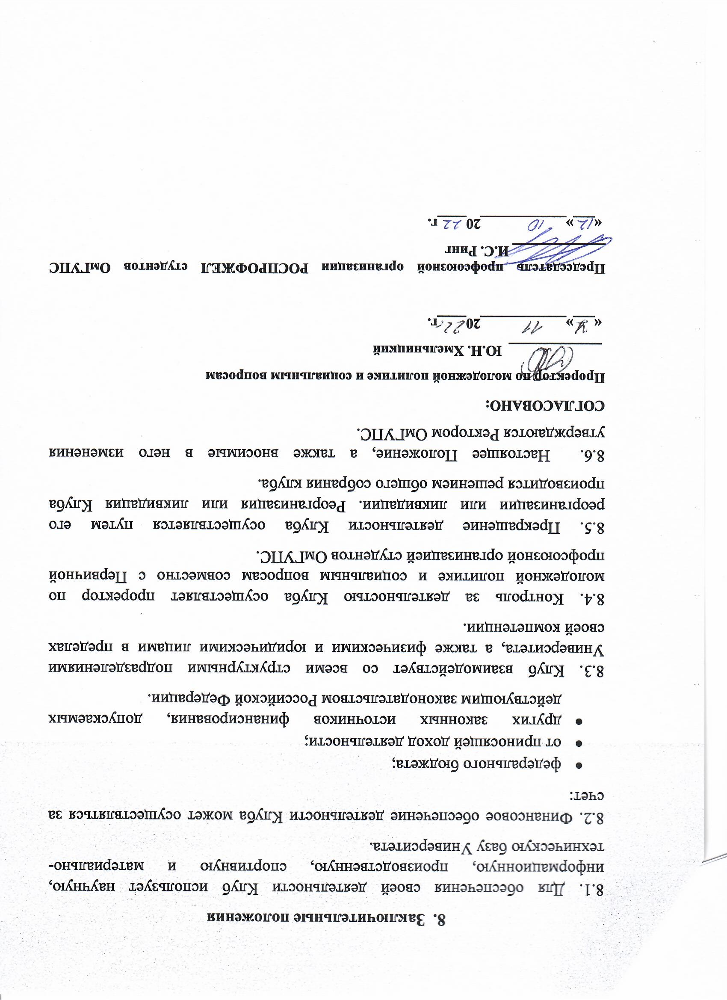 8. Заключительные положения
8.1. Для обеспечения своей деятельности Клуб использует научную,
информационную, производственную, спортивную и материально-
техническую базу Университета.
8.2. Финансовое обеспечение деятельности Клуба может осуществляться за
счет:
• федерального бюджета;
• от приносящей доход деятельности;
• других законных источников финансирования, допускаемых
действующим законодательством Российской Федерации.
8.3. Клуб взаимодействует со всеми структурными подразделениями
Университета, а также физическими и юридическими лицами в пределах
своей компетенции.
8.4. Контроль за деятельностью Клуба осуществляет проректор по
молодежной политике и социальным вопросам совместно с Первичной
профсоюзной организацией студентов ОмГУПС.
8.5. Прекращение деятельности Клуба осуществляется путем его
реорганизации или ликвидации. Реорганизация или ликвидация Клуба
производится решением общего собрания клуба.
8.6. Настоящее Положение, а также вносимые в него изменения
утверждаются Ректором ОмГУПС.
СОГЛАСОВАНО:
Проректор по молодежной политике и социальным вопросам
Ю.Н. Хмельницкий
« » 11 2022 г.
Председатель профсоюзной организации РОСПРОФЖЕЛ студентов ОмГУПС
И.С. Ринг
«12» 10 2022 г.